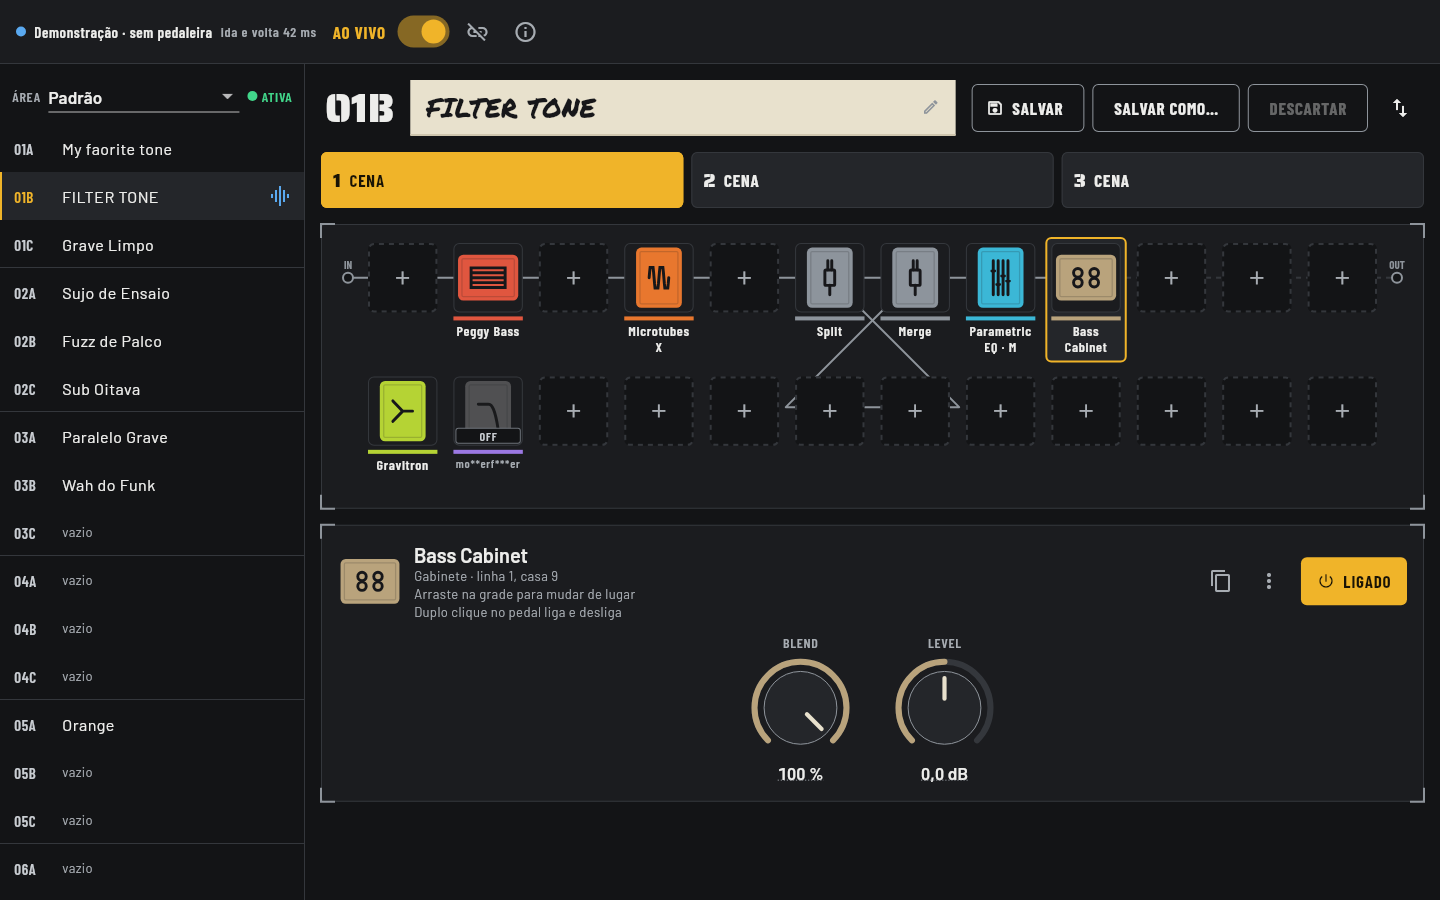 Demonstração · sem pedaleira Ida e volta 42 ms AO VIVO
ÁREA Padrão ATIVA
01A My faorite tone
01B FILTER TONE
01C Grave Limpo
02A Sujo de Ensaio
02B Fuzz de Palco
02C Sub Oitava
03A Paralelo Grave
03B Wah do Funk
03C vazio
04A vazio
04B vazio
04C vazio
05A Orange
05B vazio
05C vazio
06A vazio
01B FILTER TONE SALVAR SALVAR COMO... DESCARTAR
1 CENA 2 CENA 3 CENA
IN OUT
Peggy Bass
Microtubes
X
Split
Merge
Parametric
EQ · M
Bass
Cabinet
OFF
Gravitron
mo**erf***er
Bass Cabinet
Gabinete · linha 1, casa 9
Arraste na grade para mudar de lugar
Duplo clique no pedal liga e desliga
LIGADO
BLEND LEVEL
100 % 0,0 dB